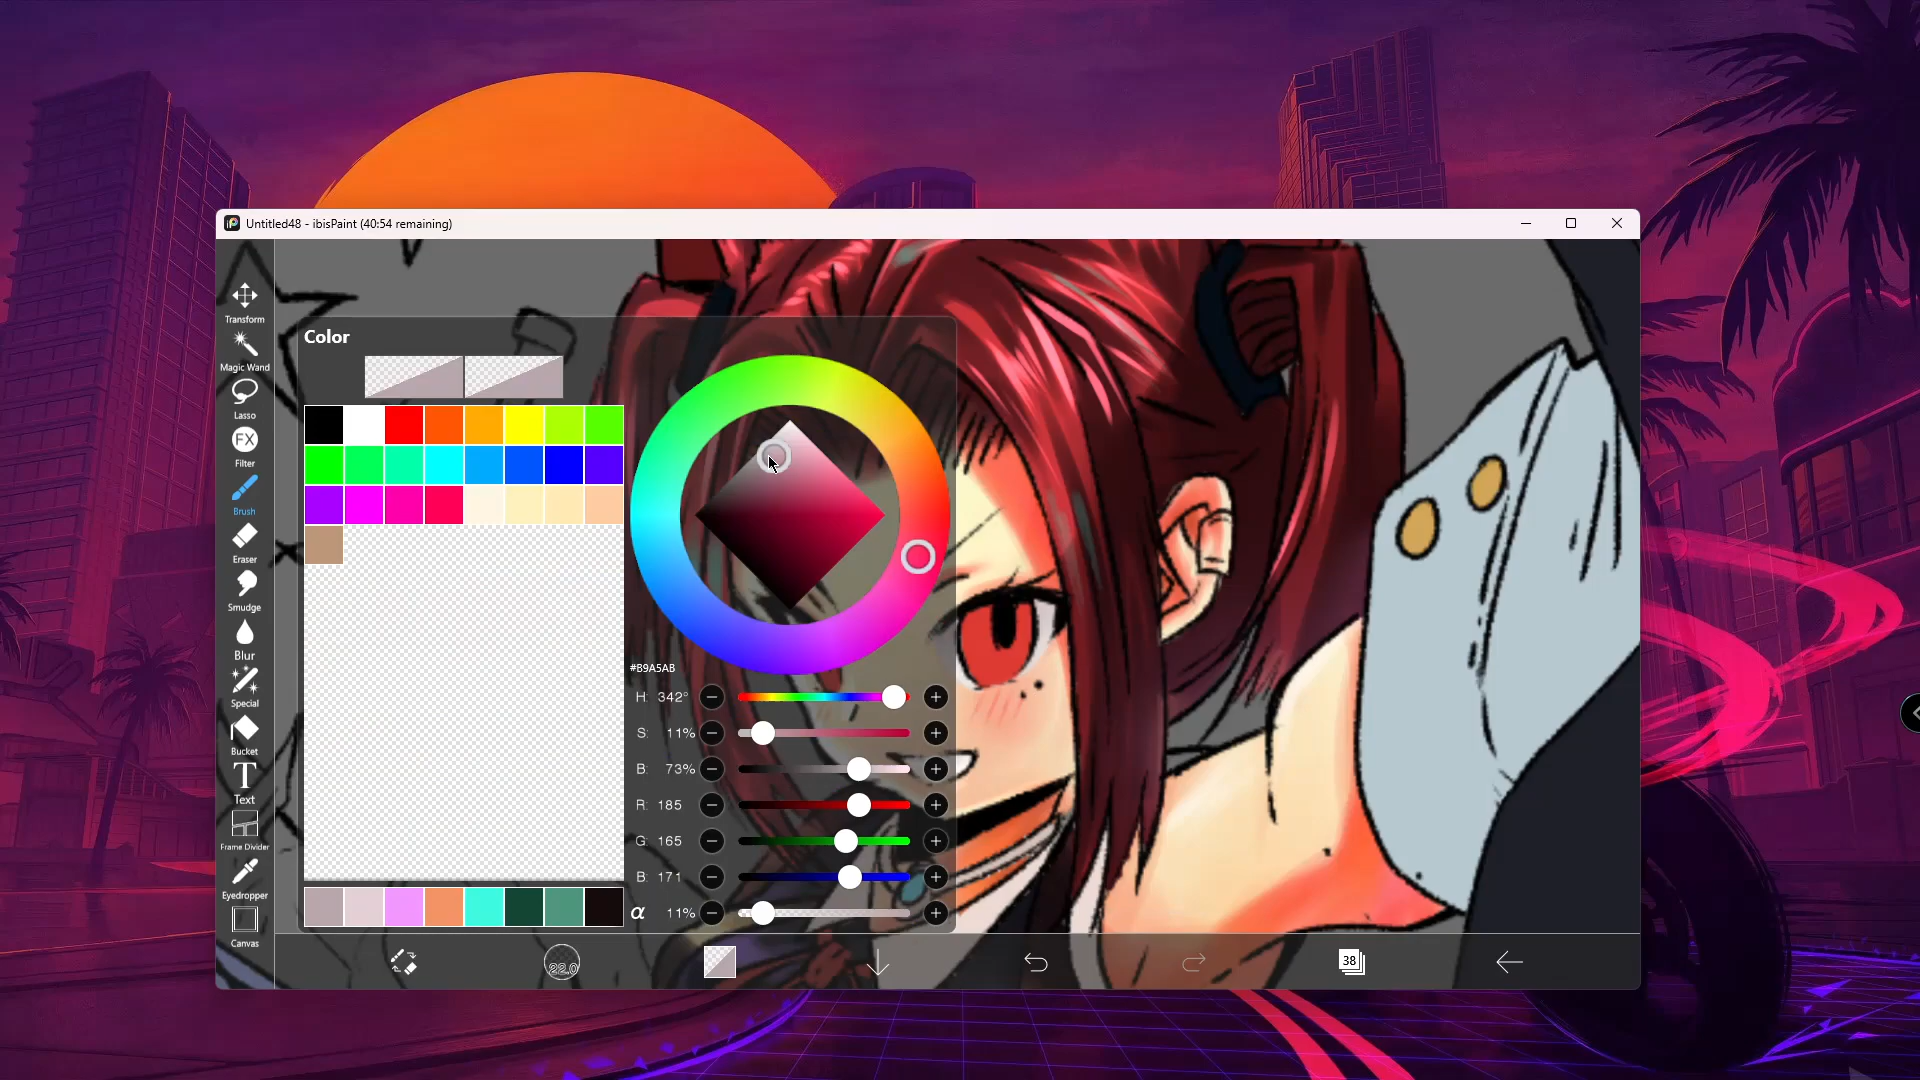 Untitled48 - ibisPaint (40:54 remaining)
Transform
Magic Wand
Lasso
FX
Filter
Brush
Eraser
Smudge
Blur
Special
Bucket
T
Text
Frame Divider
Eyedropper
Canvas
Color
#B9A5AB
H: 342°
S: 11%
B: 73%
R: 185
G: 165
B: 171
α 11%
22.0
38